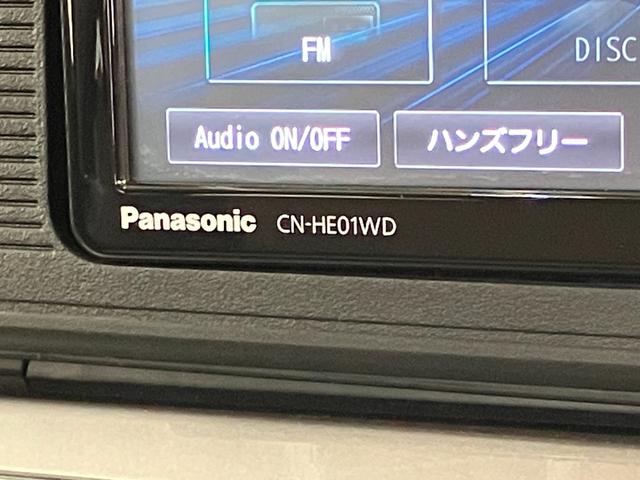 FM DISC
Audio ON/OFF ハンズフリー
Panasonic CN-HE01WD